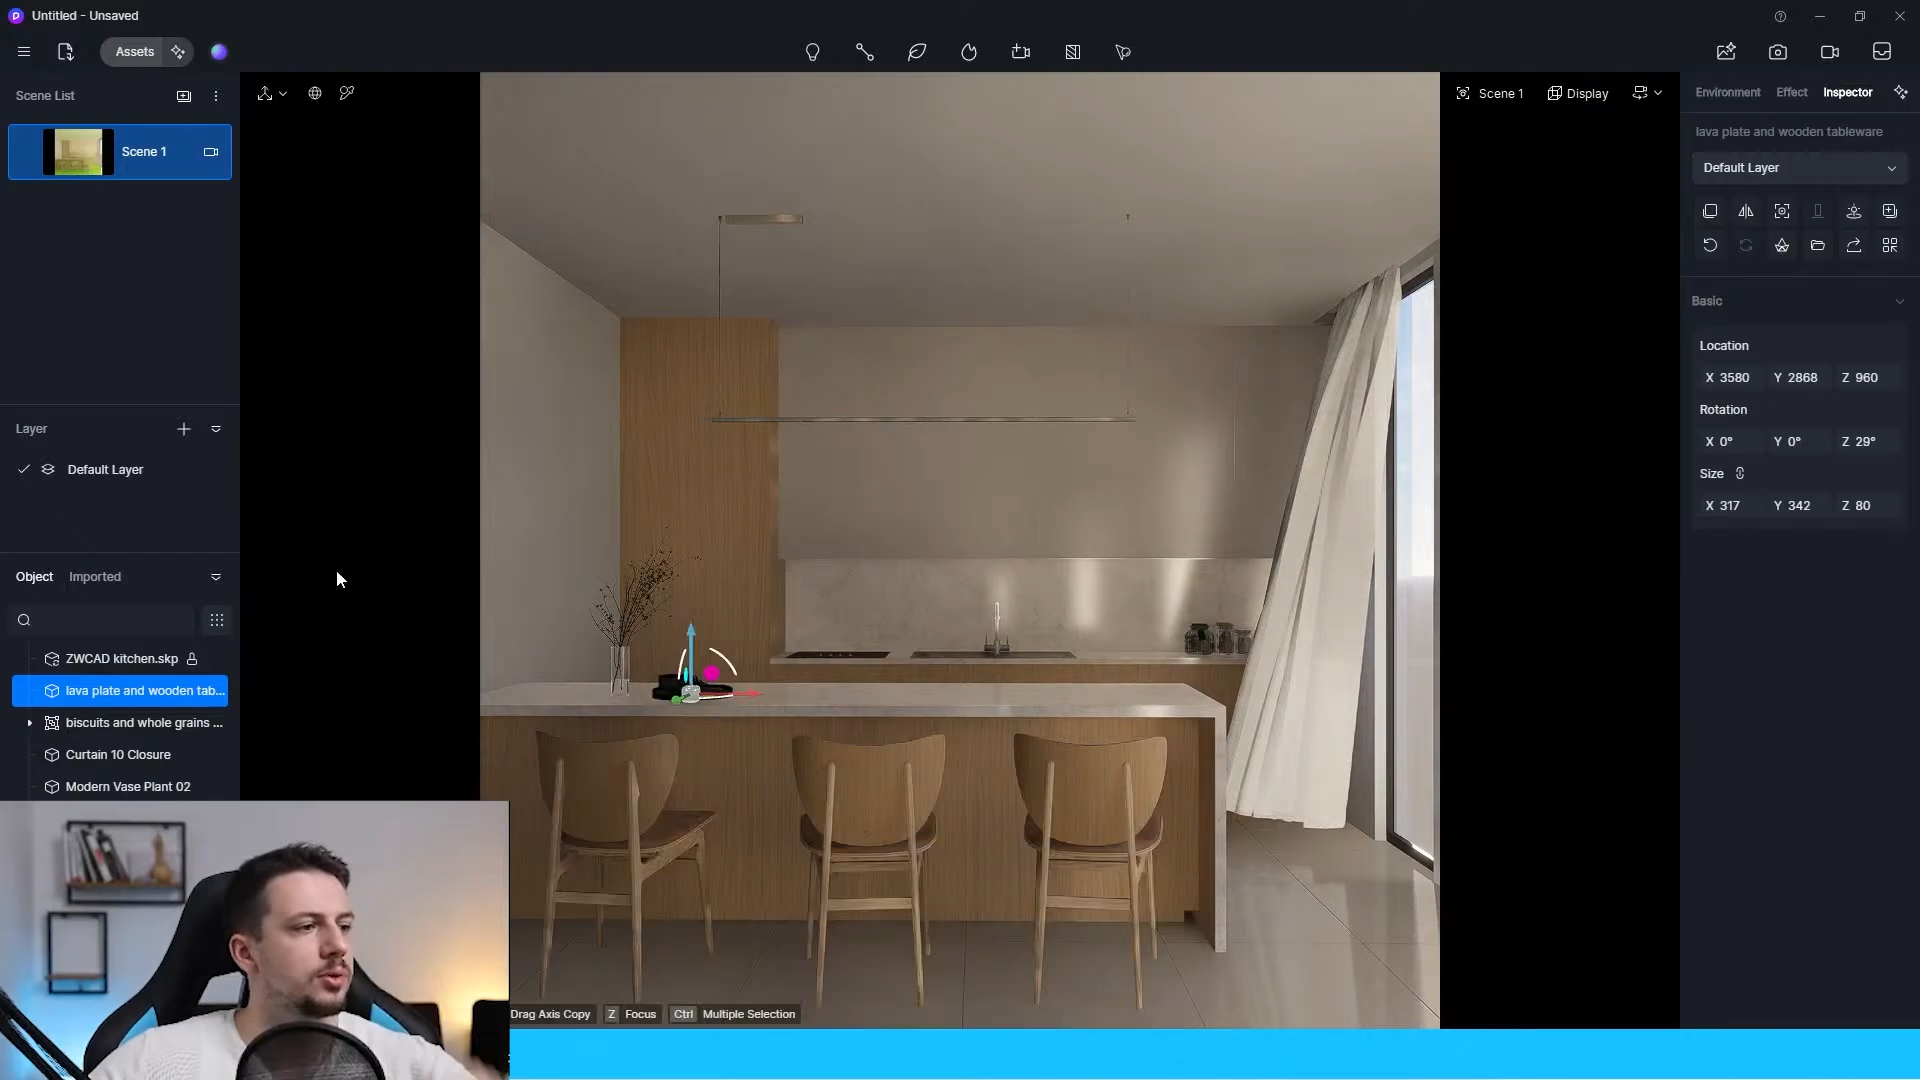 Untitled - Unsaved
Assets
Scene List
Scene 1
Layer
Default Layer
Object Imported
ZWCAD kitchen.skp
lava plate and wooden tab...
biscuits and whole grains ...
Curtain 10 Closure
Modern Vase Plant 02
Scene 1 Display
Drag Axis Copy Z Focus Ctrl Multiple Selection
Environment Effect Inspector
lava plate and wooden tableware
Default Layer
Basic
Location
X 3580 Y 2868 Z 960
Rotation
X 0° Y 0° Z 29°
Size
X 317 Y 342 Z 80